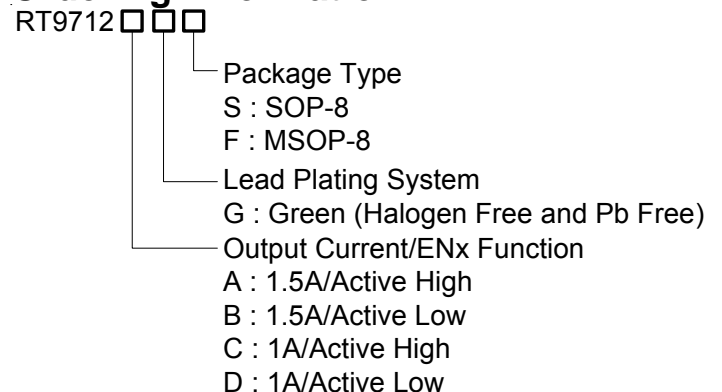 RT9712
Package Type
S : SOP-8
F : MSOP-8
Lead Plating System
G : Green (Halogen Free and Pb Free)
Output Current/ENx Function
A : 1.5A/Active High
B : 1.5A/Active Low
C : 1A/Active High
D : 1A/Active Low